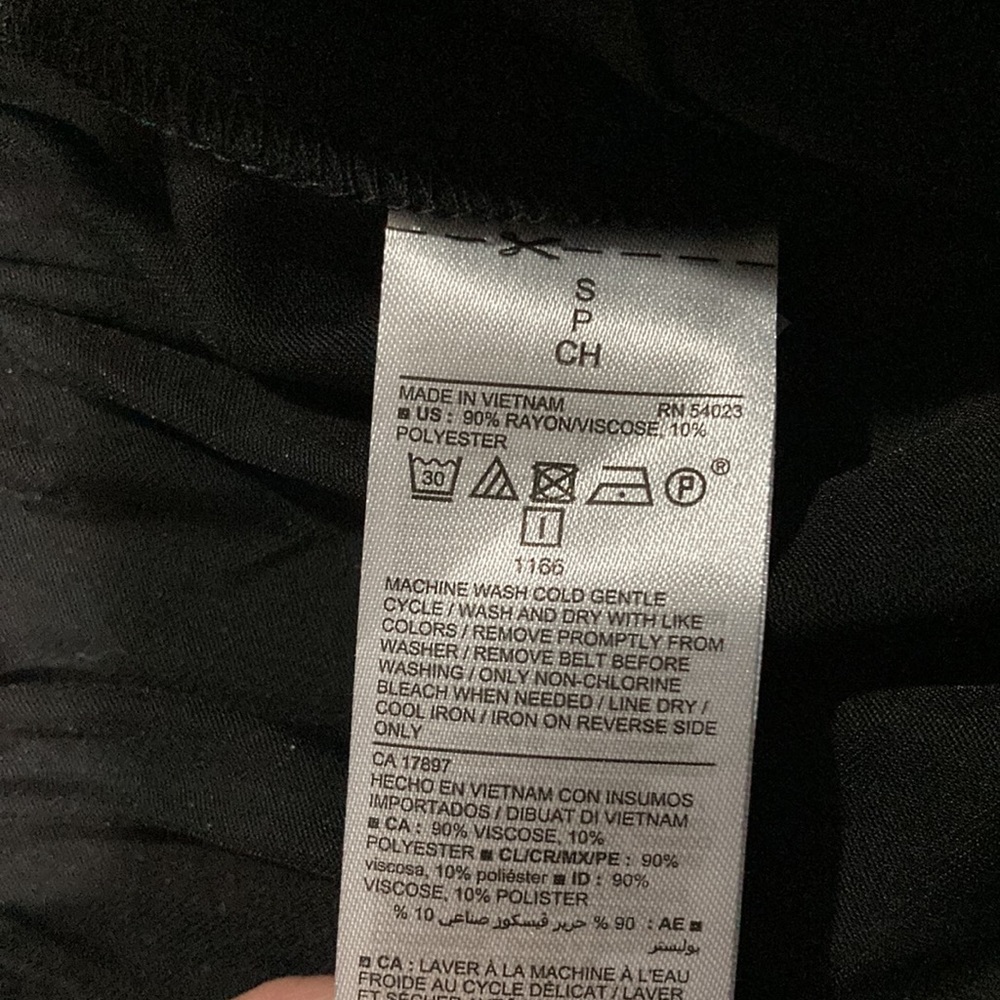 S
P
CH
MADE IN VIETNAM RN 54023
US : 90% RAYON/VISCOSE, 10%
POLYESTER
30 P ®
1166
MACHINE WASH COLD GENTLE
CYCLE / WASH AND DRY WITH LIKE
COLORS / REMOVE PROMPTLY FROM
WASHER / REMOVE BELT BEFORE
WASHING / ONLY NON-CHLORINE
BLEACH WHEN NEEDED / LINE DRY /
COOL IRON / IRON ON REVERSE SIDE
ONLY
CA 17897
HECHO EN VIETNAM CON INSUMOS
IMPORTADOS / DIBUAT DI VIETNAM
CA : 90% VISCOSE, 10%
POLYESTER ■ CL/CR/MX/PE : 90%
viscosa, 10% poliéster ■ ID : 90%
VISCOSE, 10% POLISTER
■ AE : 90 % حرير ڤيسكوز صناعى 10 %
بوليستر
CA : LAVER À LA MACHINE À L'EAU
FROIDE AU CYCLE DÉLICAT / LAVER
ET SÉCHER